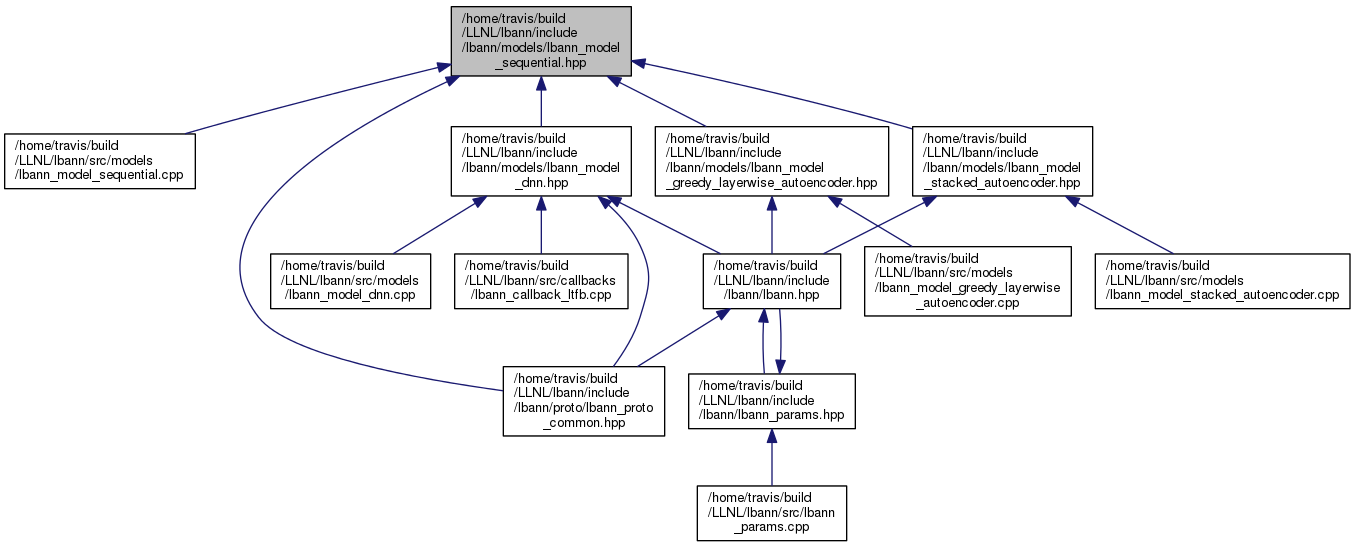 /home/travis/build
/LLNL/lbann/include
/lbann/models/lbann_model
_sequential.hpp
/home/travis/build
/LLNL/lbann/src/models
/lbann_model_sequential.cpp
/home/travis/build
/LLNL/lbann/include
/lbann/models/lbann_model
_dnn.hpp
/home/travis/build
/LLNL/lbann/include
/lbann/models/lbann_model
_greedy_layerwise_autoencoder.hpp
/home/travis/build
/LLNL/lbann/include
/lbann/models/lbann_model
_stacked_autoencoder.hpp
/home/travis/build
/LLNL/lbann/src/models
/lbann_model_dnn.cpp
/home/travis/build
/LLNL/lbann/src/callbacks
/lbann_callback_ltfb.cpp
/home/travis/build
/LLNL/lbann/include
/lbann/lbann.hpp
/home/travis/build
/LLNL/lbann/src/models
/lbann_model_greedy_layerwise
_autoencoder.cpp
/home/travis/build
/LLNL/lbann/src/models
/lbann_model_stacked_autoencoder.cpp
/home/travis/build
/LLNL/lbann/include
/lbann/proto/lbann_proto
_common.hpp
/home/travis/build
/LLNL/lbann/include
/lbann/lbann_params.hpp
/home/travis/build
/LLNL/lbann/src/lbann
_params.cpp